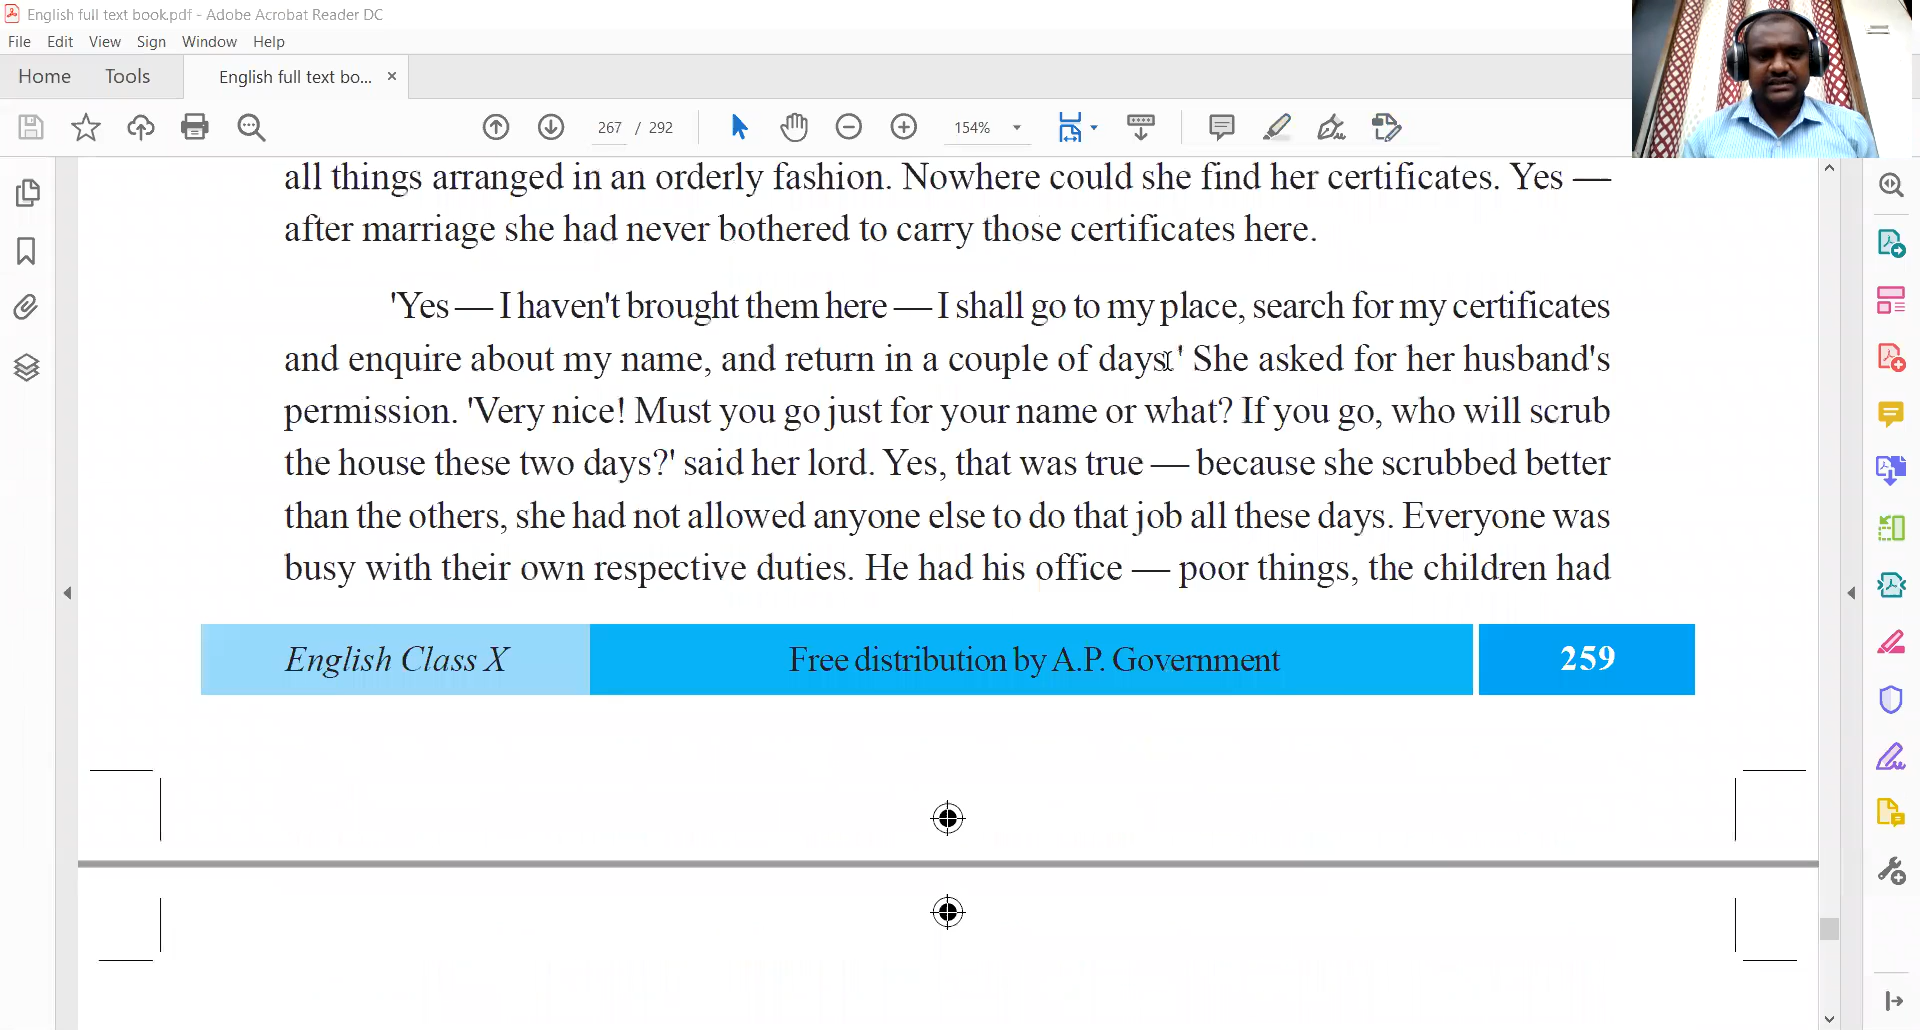 English full text book.pdf - Adobe Acrobat Reader DC
File Edit View Sign Window Help
Home Tools English full text bo... ×
267 / 292 154%
all things arranged in an orderly fashion. Nowhere could she find her certificates. Yes —
after marriage she had never bothered to carry those certificates here.
'Yes — I haven't brought them here — I shall go to my place, search for my certificates
and enquire about my name, and return in a couple of days.' She asked for her husband's
permission. 'Very nice! Must you go just for your name or what? If you go, who will scrub
the house these two days?' said her lord. Yes, that was true — because she scrubbed better
than the others, she had not allowed anyone else to do that job all these days. Everyone was
busy with their own respective duties. He had his office — poor things, the children had
English Class X Free distribution by A.P. Government 259